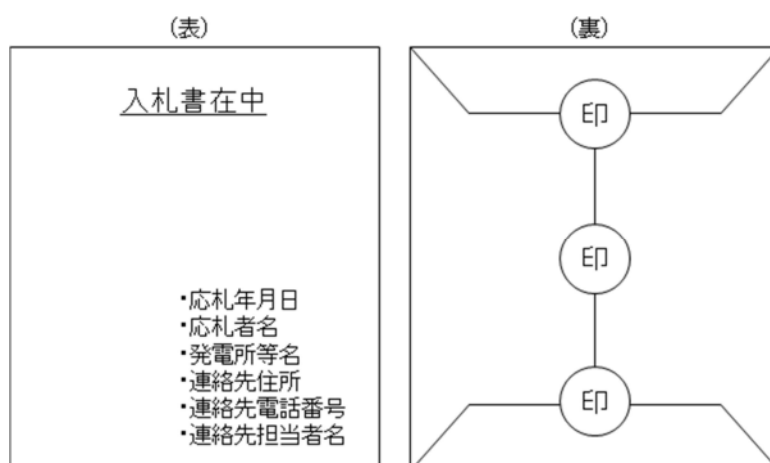 (表)
入札書在中
・応札年月日
・応札者名
・発電所等名
・連絡先住所
・連絡先電話番号
・連絡先担当者名
(裏)
印
印
印